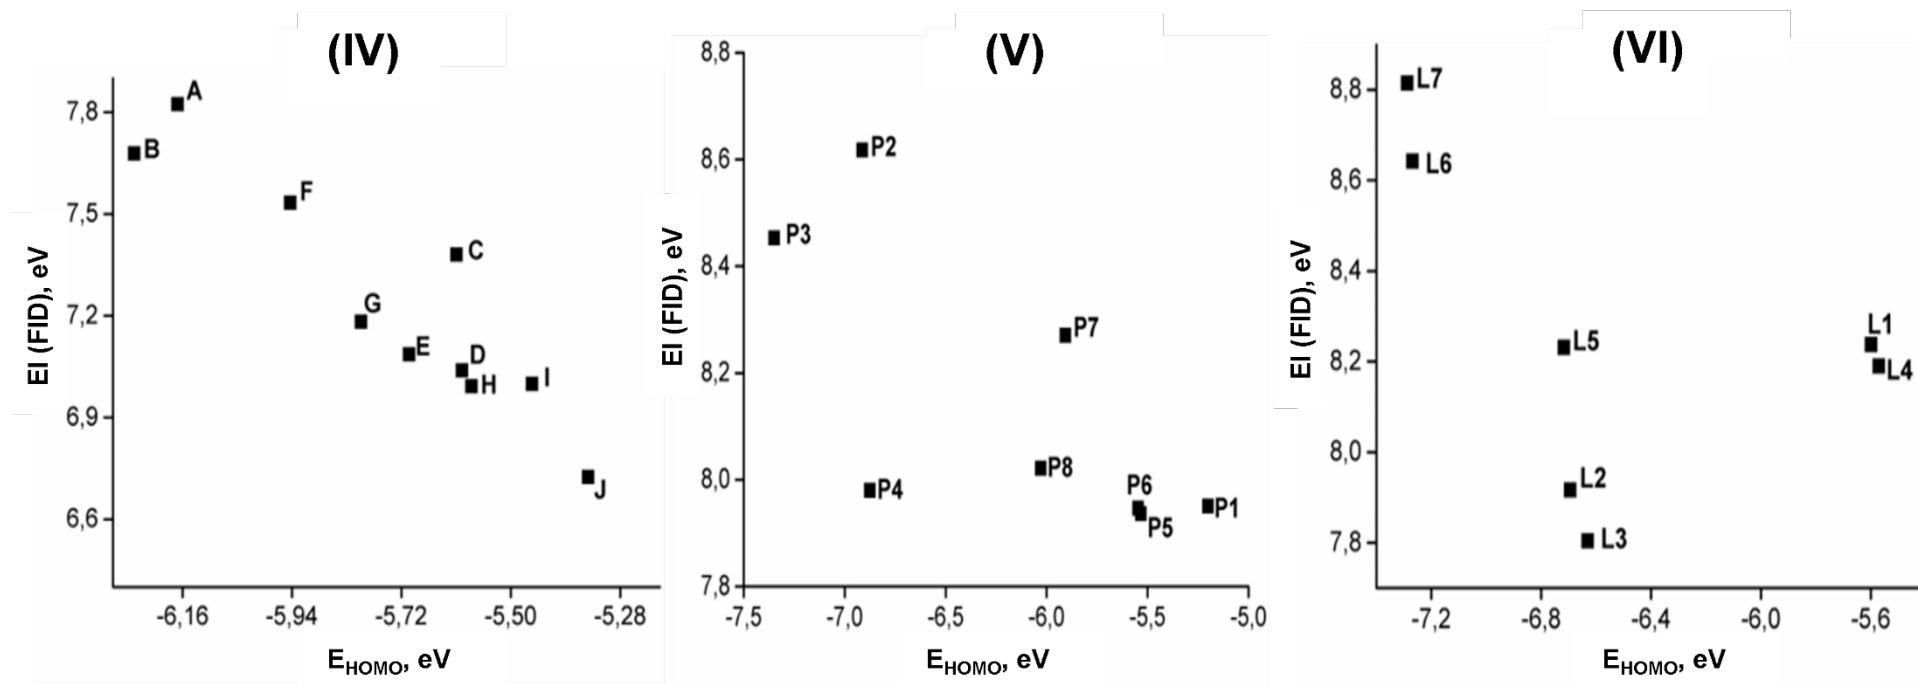 (IV)
EI (FID), eV
7,8
7,5
7,2
6,9
6,6
A
B
F
C
G
E
D
H
I
J
-6,16
-5,94
-5,72
-5,50
-5,28
E_HOMO, eV
(V)
EI (FID), eV
8,8
8,6
8,4
8,2
8,0
7,8
P2
P3
P7
P8
P4
P6
P5
P1
-7,5
-7,0
-6,5
-6,0
-5,5
-5,0
E_HOMO, eV
(VI)
EI (FID), eV
8,8
8,6
8,4
8,2
8,0
7,8
L7
L6
L5
L1
L4
L2
L3
-7,2
-6,8
-6,4
-6,0
-5,6
E_HOMO, eV